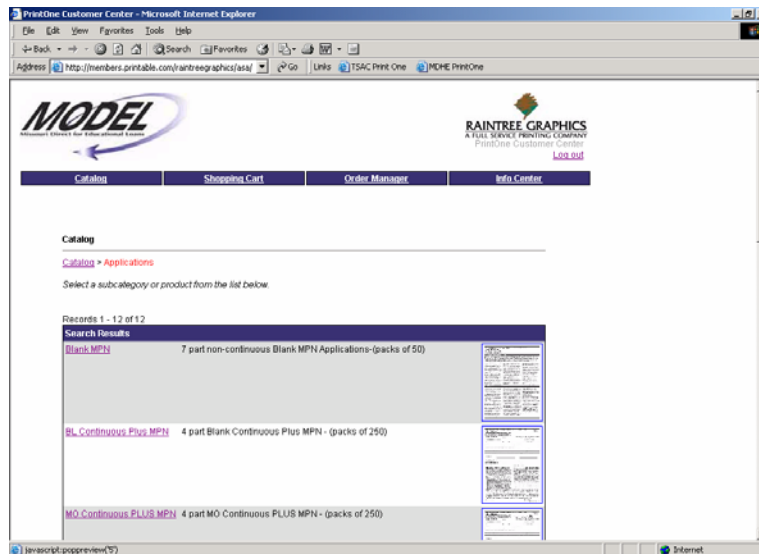 PrintOne Customer Center - Microsoft Internet Explorer
File Edit View Favorites Tools Help
Back Search Favorites
Address http://members.printable.com/raintreegraphics/asa/ Go Links TSAC Print One MDHE PrintOne
MODEL
Missouri Direct for Educational Loans
RAINTREE GRAPHICS
A FULL SERVICE PRINTING COMPANY
PrintOne Customer Center
Log out
Catalog Shopping Cart Order Manager Info Center
Catalog
Catalog > Applications
Select a subcategory or product from the list below.
Records 1 - 12 of 12
Search Results
Blank MPN 7 part non-continuous Blank MPN Applications-(packs of 50)
BL Continuous Plus MPN 4 part Blank Continuous Plus MPN - (packs of 250)
MO Continuous PLUS MPN 4 part MO Continuous PLUS MPN - (packs of 250)
javascript:poppreview('5') Internet